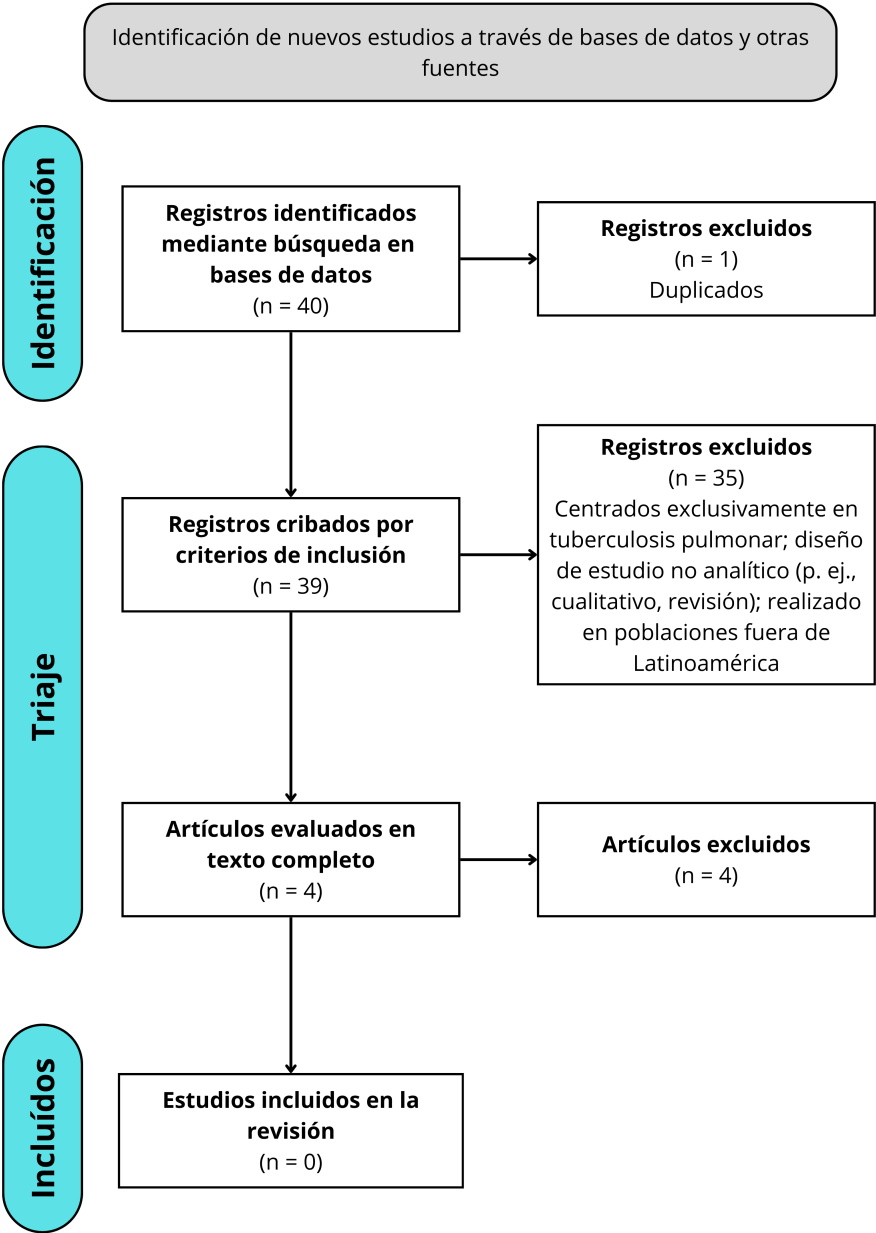 Identificación de nuevos estudios a través de bases de datos y otras
fuentes
Identificación
Registros identificados
mediante búsqueda en
bases de datos
(n = 40)
Registros excluidos
(n = 1)
Duplicados
Triaje
Registros cribados por
criterios de inclusión
(n = 39)
Registros excluidos
(n = 35)
Centrados exclusivamente en
tuberculosis pulmonar; diseño
de estudio no analítico (p. ej.,
cualitativo, revisión); realizado
en poblaciones fuera de
Latinoamérica
Artículos evaluados en
texto completo
(n = 4)
Artículos excluidos
(n = 4)
Incluídos
Estudios incluidos en la
revisión
(n = 0)